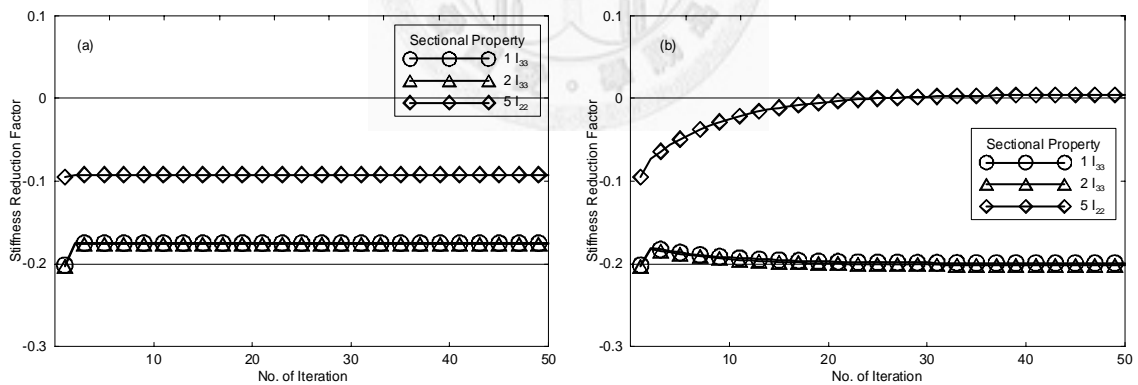 0.1
0
-0.1
-0.2
-0.3
10
20
30
40
50
Stiffness Reduction Factor
No. of Iteration
(a)
Sectional Property
1 I33
2 I33
5 I22
0.1
0
-0.1
-0.2
-0.3
10
20
30
40
50
Stiffness Reduction Factor
No. of Iteration
(b)
Sectional Property
1 I33
2 I33
5 I22